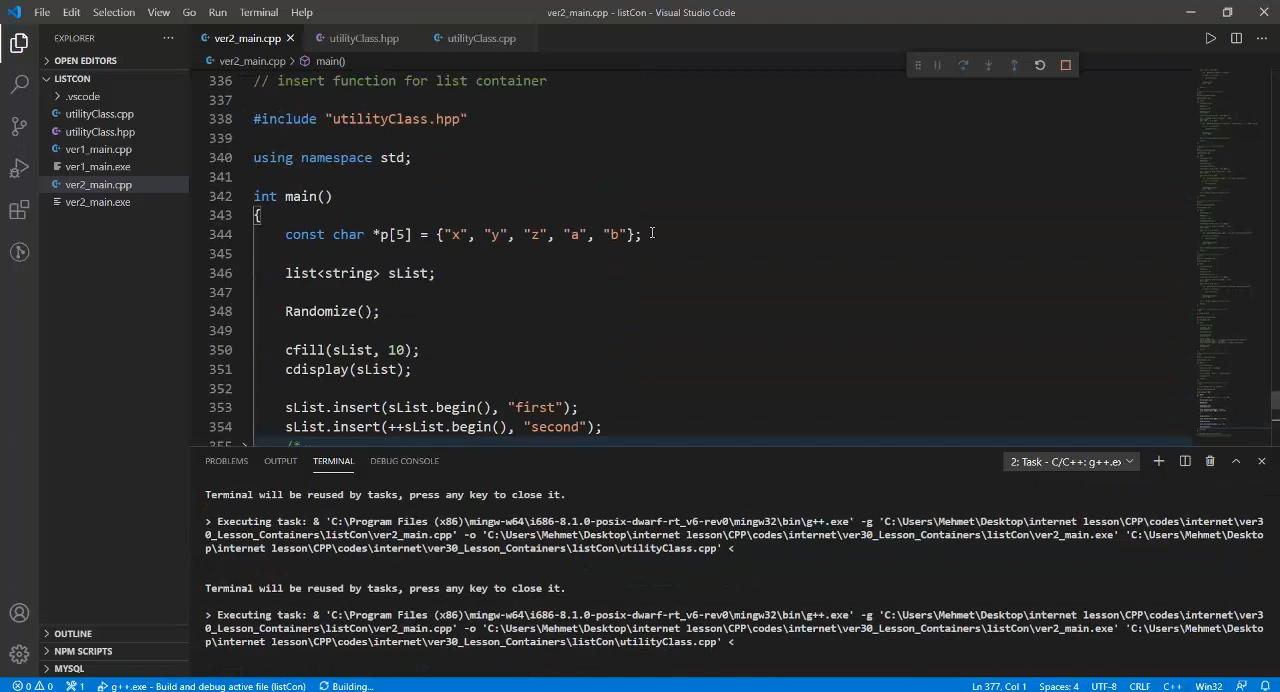 File Edit Selection View Go Run Terminal Help
ver2_main.cpp - listCon - Visual Studio Code
EXPLORER
OPEN EDITORS
LISTCON
.vscode
utilityClass.cpp
utilityClass.hpp
ver1_main.cpp
ver1_main.exe
ver2_main.cpp
ver2_main.exe
OUTLINE
NPM SCRIPTS
MYSQL
ver2_main.cpp utilityClass.hpp utilityClass.cpp
ver2_main.cpp > main()
336 // insert function for list container
337
338 #include "utilityClass.hpp"
339
340 using namespace std;
341
342 int main()
343 {
344 const char *p[5] = {"x", "y", "z", "a", "b"};
345
346 list<string> sList;
347
348 Randomize();
349
350 cfill(sList, 10);
351 cdisplay(sList);
352
353 sList.insert(sList.begin(), "first");
354 sList.insert(++sList.begin(), "second");
355 /*
PROBLEMS OUTPUT TERMINAL DEBUG CONSOLE
2: Task - C/C++: g++.ex
Terminal will be reused by tasks, press any key to close it.
> Executing task: & 'C:\Program Files (x86)\mingw-w64\i686-8.1.0-posix-dwarf-rt_v6-rev0\mingw32\bin\g++.exe' -g 'C:\Users\Mehmet\Desktop\internet lesson\CPP\codes\internet\ver3
0_Lesson_Containers\listCon\ver2_main.cpp' -o 'C:\Users\Mehmet\Desktop\internet lesson\CPP\codes\internet\ver30_Lesson_Containers\listCon\ver2_main.exe' 'C:\Users\Mehmet\Deskto
p\internet lesson\CPP\codes\internet\ver30_Lesson_Containers\listCon\utilityClass.cpp' <
Terminal will be reused by tasks, press any key to close it.
> Executing task: & 'C:\Program Files (x86)\mingw-w64\i686-8.1.0-posix-dwarf-rt_v6-rev0\mingw32\bin\g++.exe' -g 'C:\Users\Mehmet\Desktop\internet lesson\CPP\codes\internet\ver3
0_Lesson_Containers\listCon\ver2_main.cpp' -o 'C:\Users\Mehmet\Desktop\internet lesson\CPP\codes\internet\ver30_Lesson_Containers\listCon\ver2_main.exe' 'C:\Users\Mehmet\Deskto
p\internet lesson\CPP\codes\internet\ver30_Lesson_Containers\listCon\utilityClass.cpp' <
0 0 1 g++.exe - Build and debug active file (listCon) Building... Ln 377, Col 1 Spaces: 4 UTF-8 CRLF C++ Win32